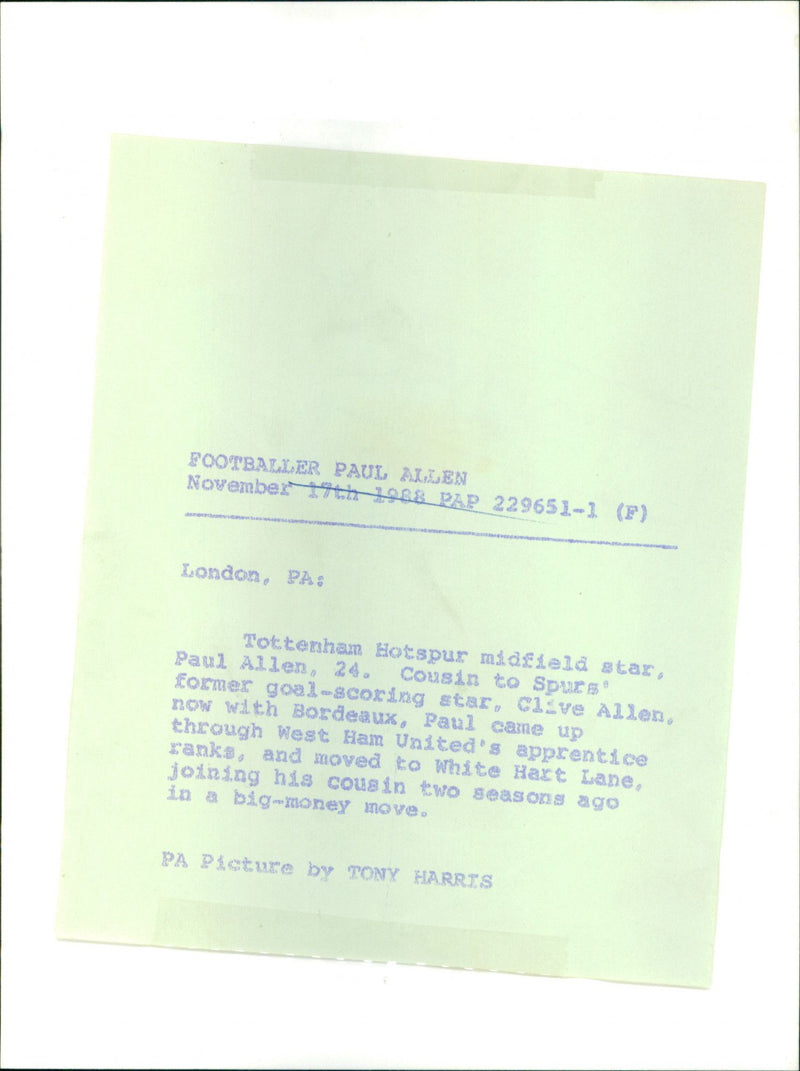 FOOTBALLER PAUL ALLEN
November 17th 1988 PAP 229651-1 (F)
London, PA:
Tottenham Hotspur midfield star,
Paul Allen, 24. Cousin to Spurs'
former goal-scoring star, Clive Allen,
now with Bordeaux, Paul came up
through West Ham United's apprentice
ranks, and moved to White Hart Lane,
joining his cousin two seasons ago
in a big-money move.
PA Picture by TONY HARRIS